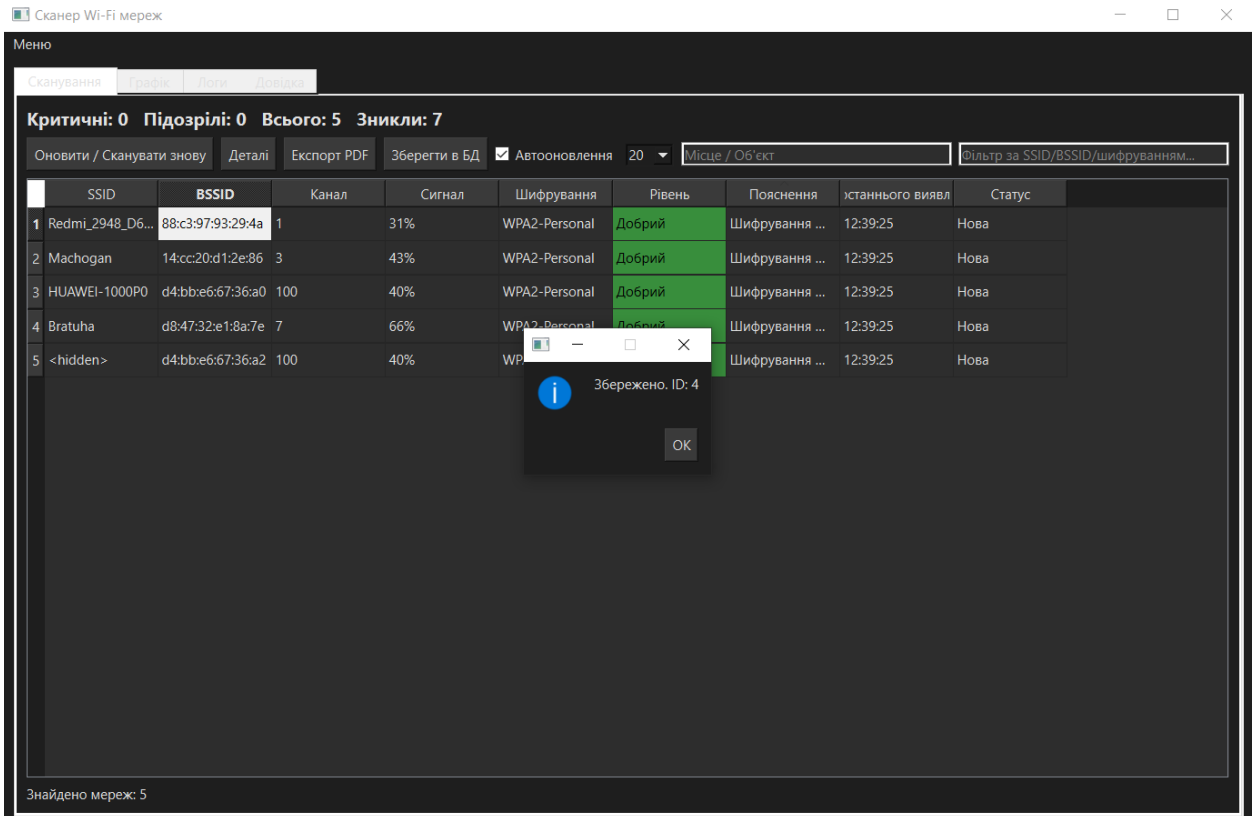 Сканер Wi-Fi мереж
Меню
Сканування Графік Логи Довідка
Критичні: 0 Підозрілі: 0 Всього: 5 Зникли: 7
Оновити / Сканувати знову Деталі Експорт PDF Зберегти в БД Автооновлення 20 Місце / Об'єкт Фільтр за SSID/BSSID/шифруванням...
SSID BSSID Канал Сигнал Шифрування Рівень Пояснення останнього виявл Статус
1 Redmi_2948_D6... 88:c3:97:93:29:4a 1 31% WPA2-Personal Добрий Шифрування ... 12:39:25 Нова
2 Machogan 14:cc:20:d1:2e:86 3 43% WPA2-Personal Добрий Шифрування ... 12:39:25 Нова
3 HUAWEI-1000P0 d4:bb:e6:67:36:a0 100 40% WPA2-Personal Добрий Шифрування ... 12:39:25 Нова
4 Bratuha d8:47:32:e1:8a:7e 7 66% WPA2-Personal Добрий Шифрування ... 12:39:25 Нова
5 <hidden> d4:bb:e6:67:36:a2 100 40% WP Шифрування ... 12:39:25 Нова
Збережено. ID: 4
OK
Знайдено мереж: 5